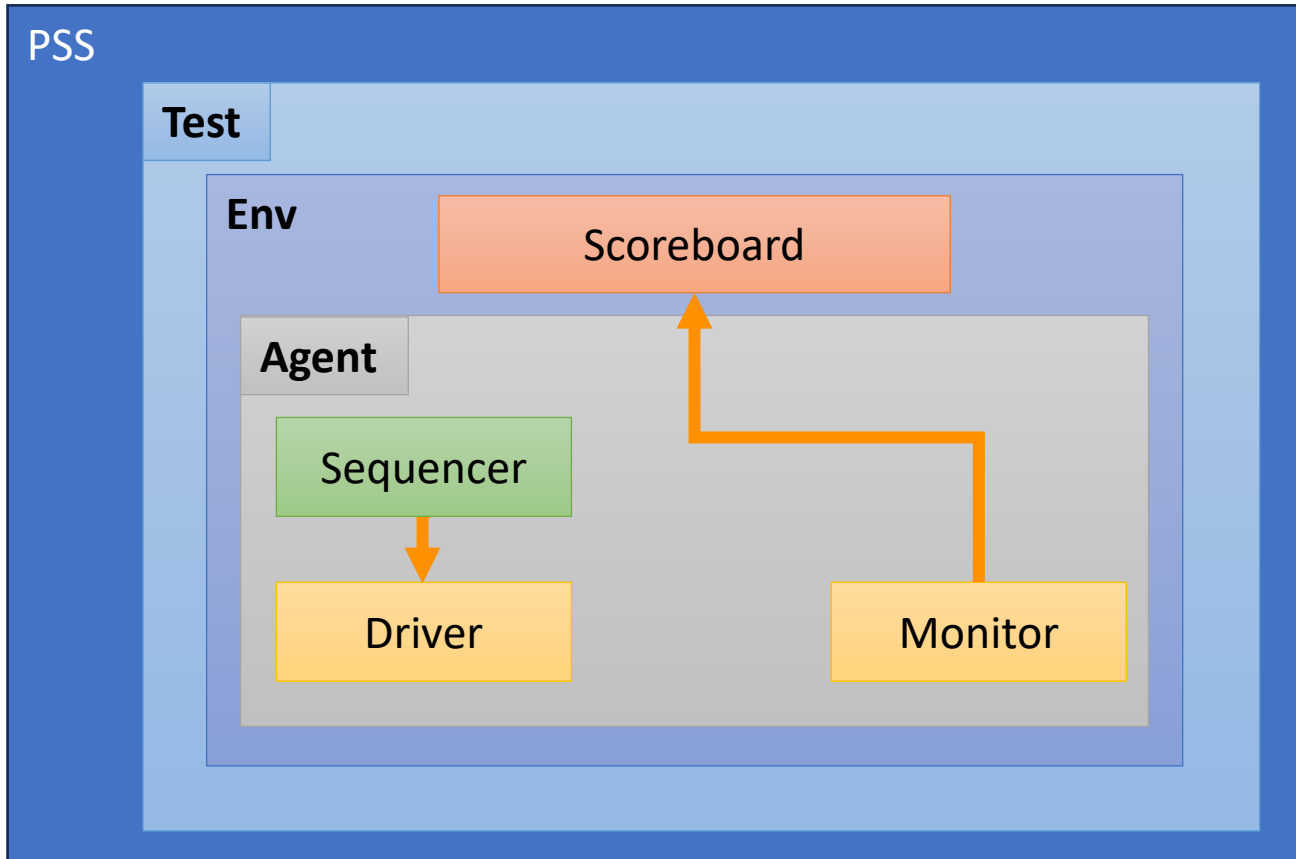 PSS
Test
Env
Scoreboard
Agent
Sequencer
Driver
Monitor